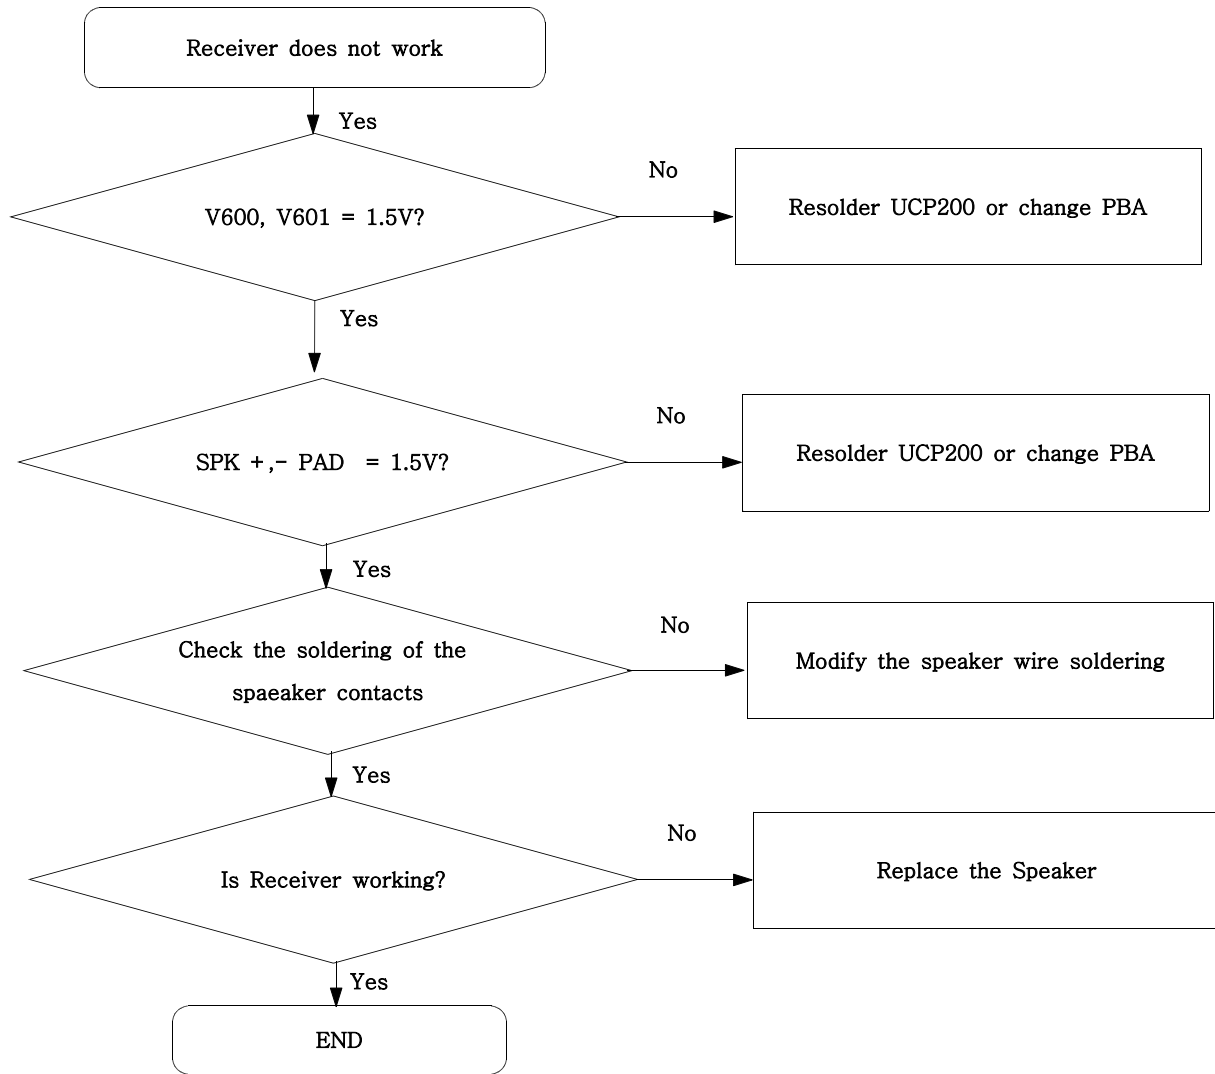 Receiver does not work
Yes
No
V600, V601 = 1.5V?
Resolder UCP200 or change PBA
Yes
No
SPK +,- PAD = 1.5V?
Resolder UCP200 or change PBA
Yes
No
Check the soldering of the
spaeaker contacts
Modify the speaker wire soldering
Yes
No
Is Receiver working?
Replace the Speaker
Yes
END